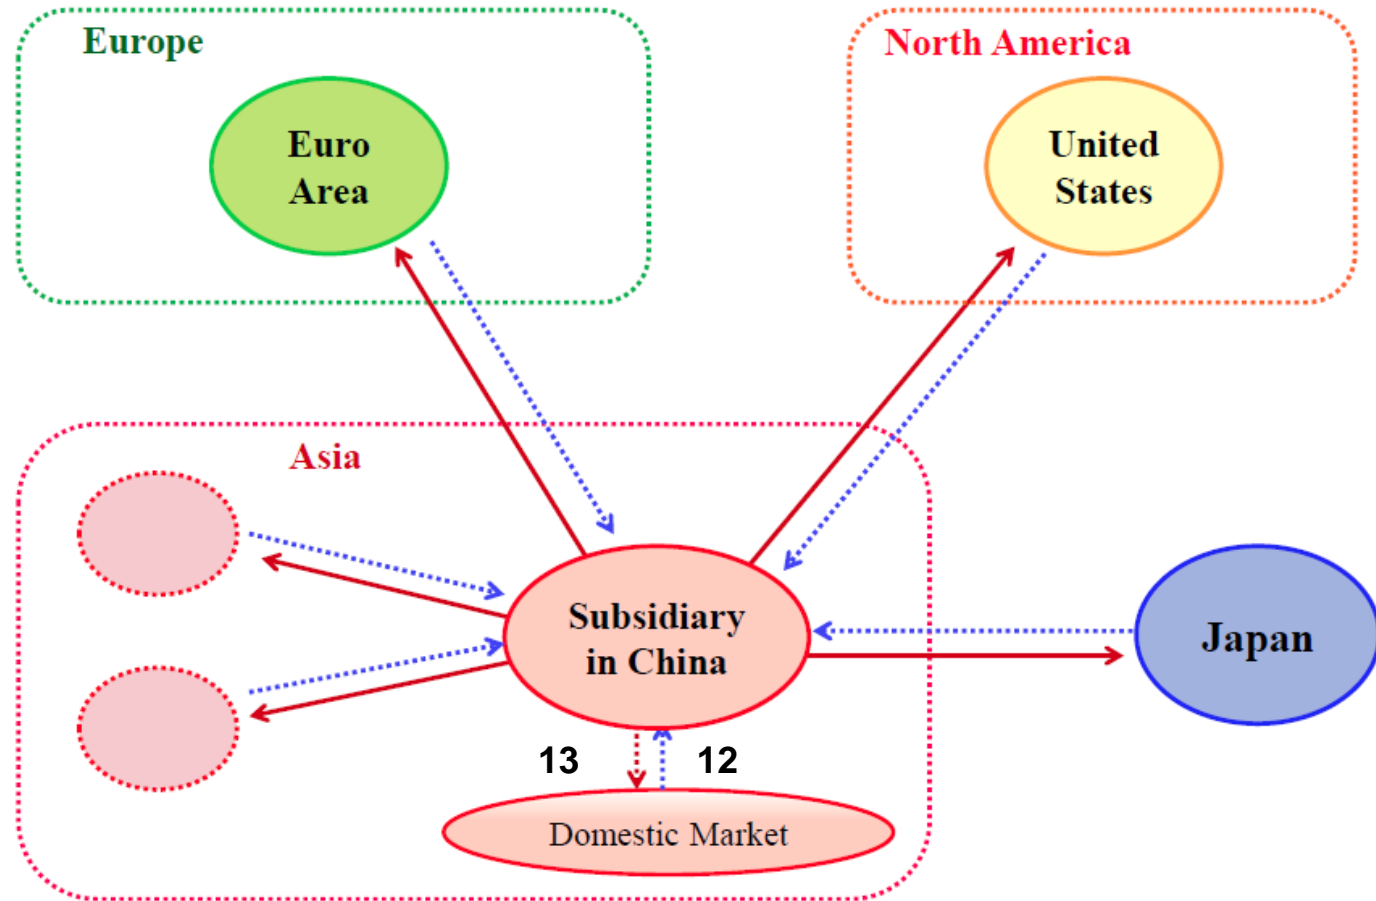 Europe
North America
Euro
Area
United
States
Asia
Subsidiary
in China
Japan
13
12
Domestic Market